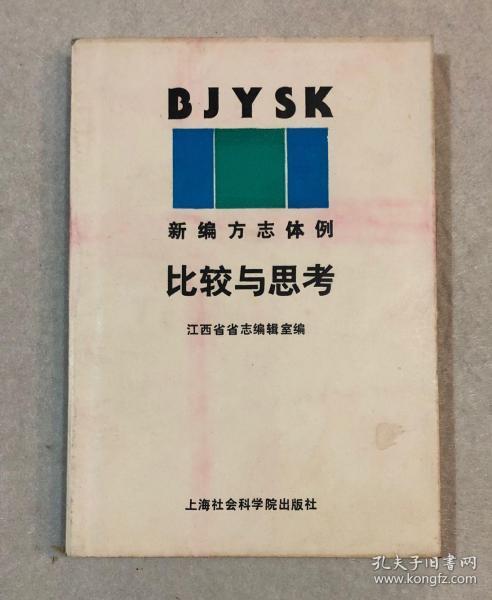 BJYSK
新编方志体例
比较与思考
江西省省志编辑室编
上海社会科学院出版社
孔夫子旧书网
www.kongfz.com